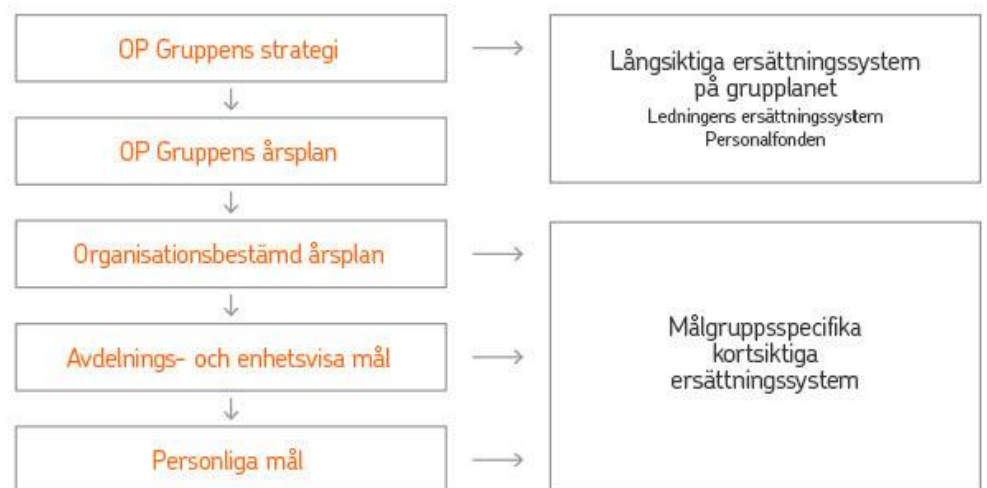 OP Gruppens strategi
Långsiktiga ersättningssystem
på grupplanet
Ledningens ersättningssystem
Personalfonden
OP Gruppens årsplan
Organisationsbestämd årsplan
Avdelnings- och enhetsvisa mål
Personliga mål
Målgruppsspecifika
kortsiktiga
ersättningssystem